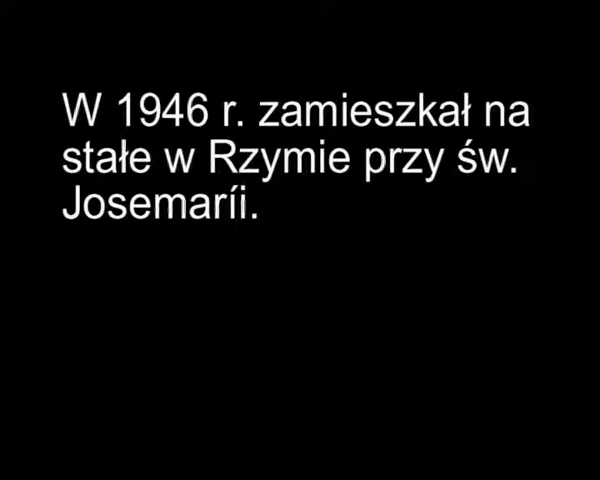 W 1946 r. zamieszkał na
stałe w Rzymie przy św.
Josemaríi.